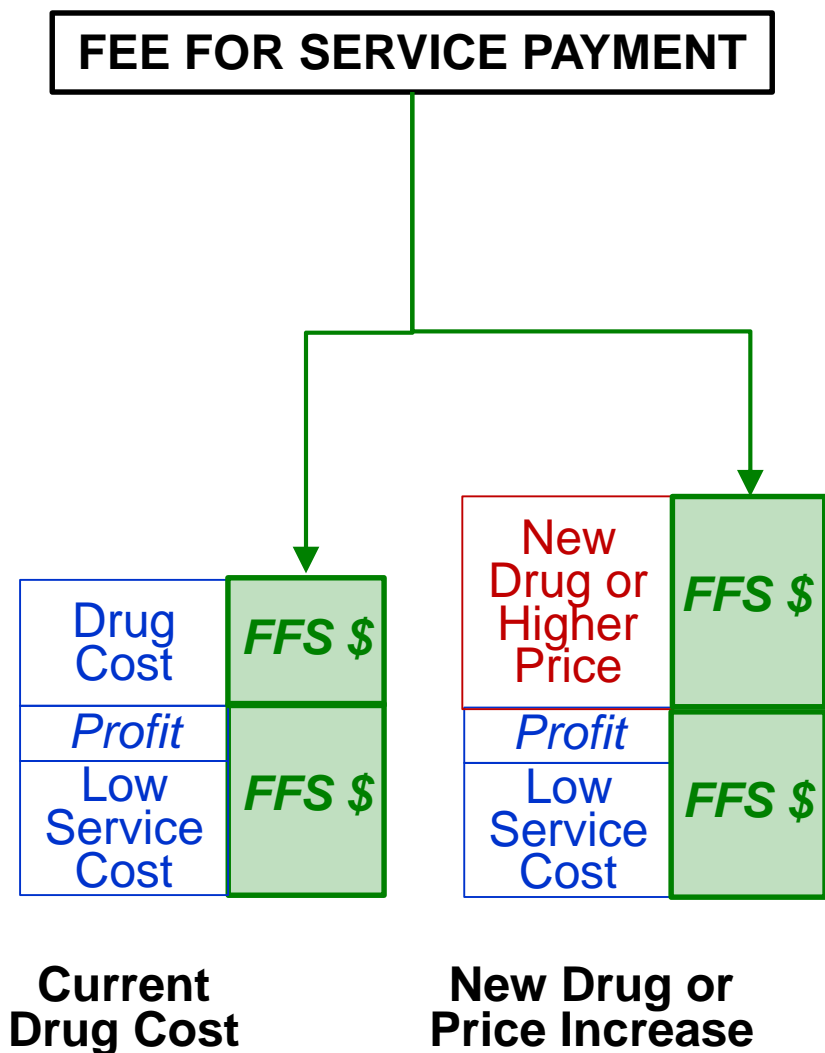 FEE FOR SERVICE PAYMENT
Drug
Cost
FFS $
Profit
Low
Service
Cost
FFS $
New
Drug or
Higher
Price
FFS $
Profit
Low
Service
Cost
FFS $
Current
Drug Cost
New Drug or
Price Increase